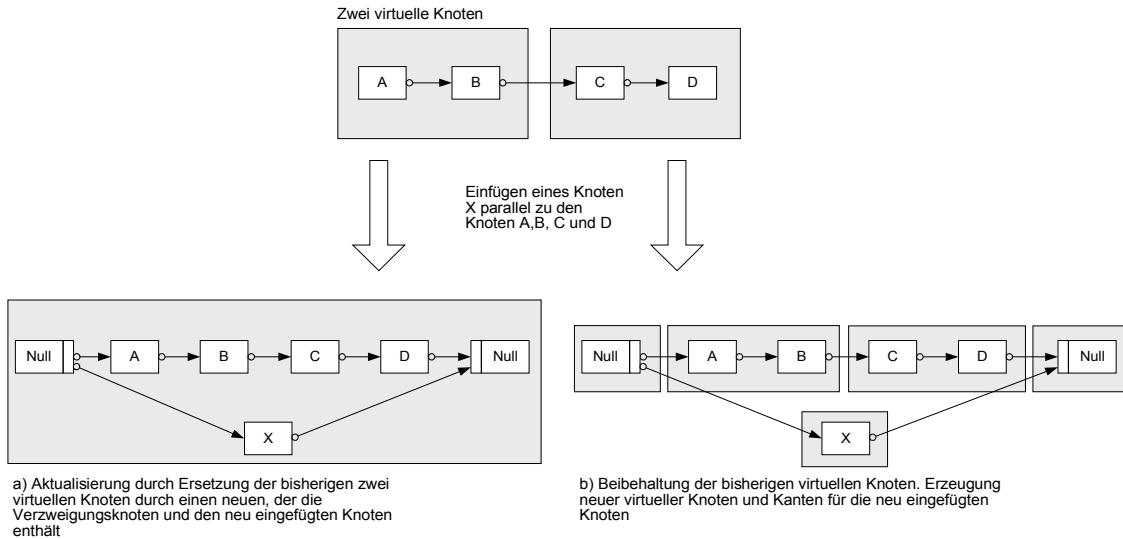 Zwei virtuelle Knoten
A
B
C
D
Einfügen eines Knoten
X parallel zu den
Knoten A,B, C und D
Null
A
B
C
D
Null
X
a) Aktualisierung durch Ersetzung der bisherigen zwei
virtuellen Knoten durch einen neuen, der die
Verzweigungsknoten und den neu eingefügten Knoten
enthält
Null
A
B
C
D
Null
X
b) Beibehaltung der bisherigen virtuellen Knoten. Erzeugung
neuer virtueller Knoten und Kanten für die neu eingefügten
Knoten